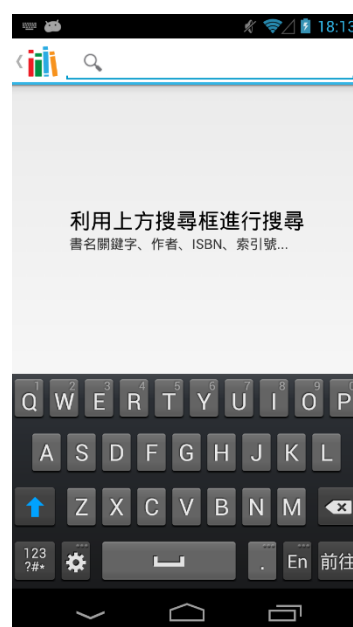 18:13
利用上方搜尋框進行搜尋
書名關鍵字、作者、ISBN、索引號...
1 2 3 4 5 6 7 8 9
Q W E R T Y U I O P
A S D F G H J K L
Z X C V B N M
123
?#* . En 前往